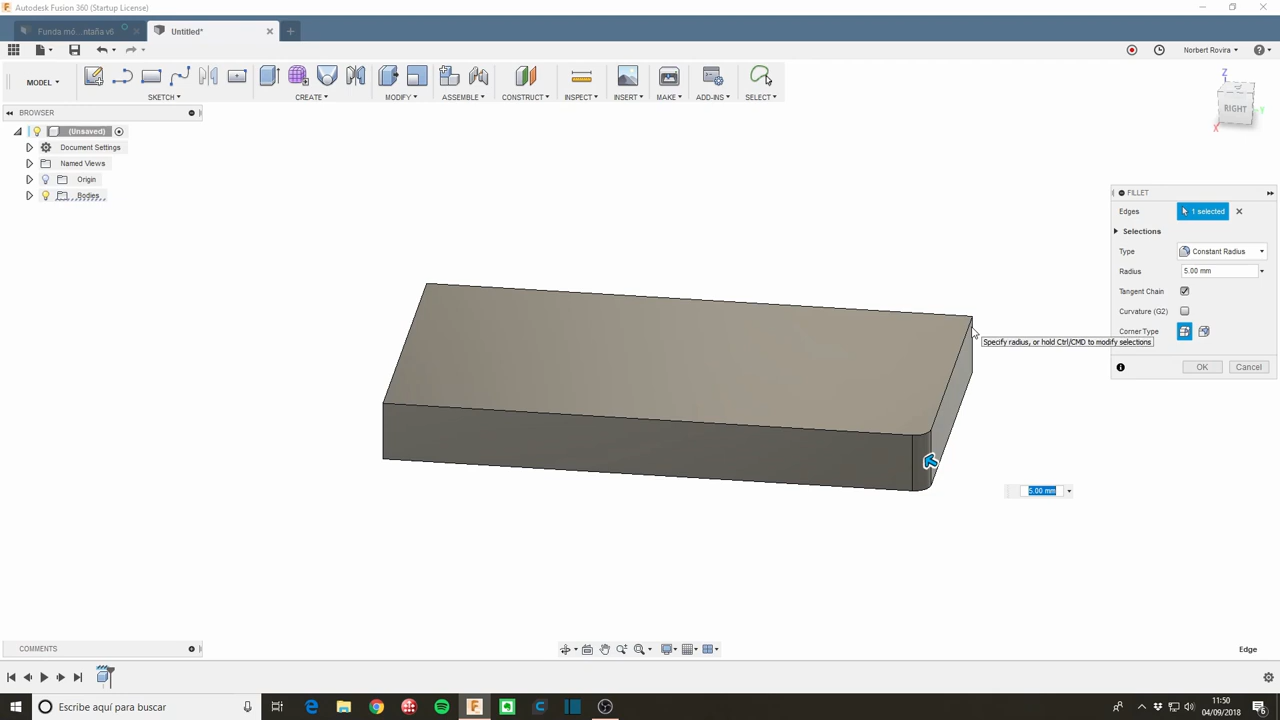 Autodesk Fusion 360 (Startup License)
Funda mó...ntaña v6
Untitled*
Norbert Rovira
MODEL
SKETCH
CREATE
MODIFY
ASSEMBLE
CONSTRUCT
INSPECT
INSERT
MAKE
ADD-INS
SELECT
BROWSER
(Unsaved)
Document Settings
Named Views
Origin
Bodies
Z
RIGHT
X
Y
FILLET
Edges 1 selected
Selections
Type Constant Radius
Radius 5.00 mm
Tangent Chain
Curvature (G2)
Corner Type
OK Cancel
Specify radius, or hold Ctrl/CMD to modify selections
5.00 mm
COMMENTS
Edge
Escribe aquí para buscar
11:50
04/09/2018
6